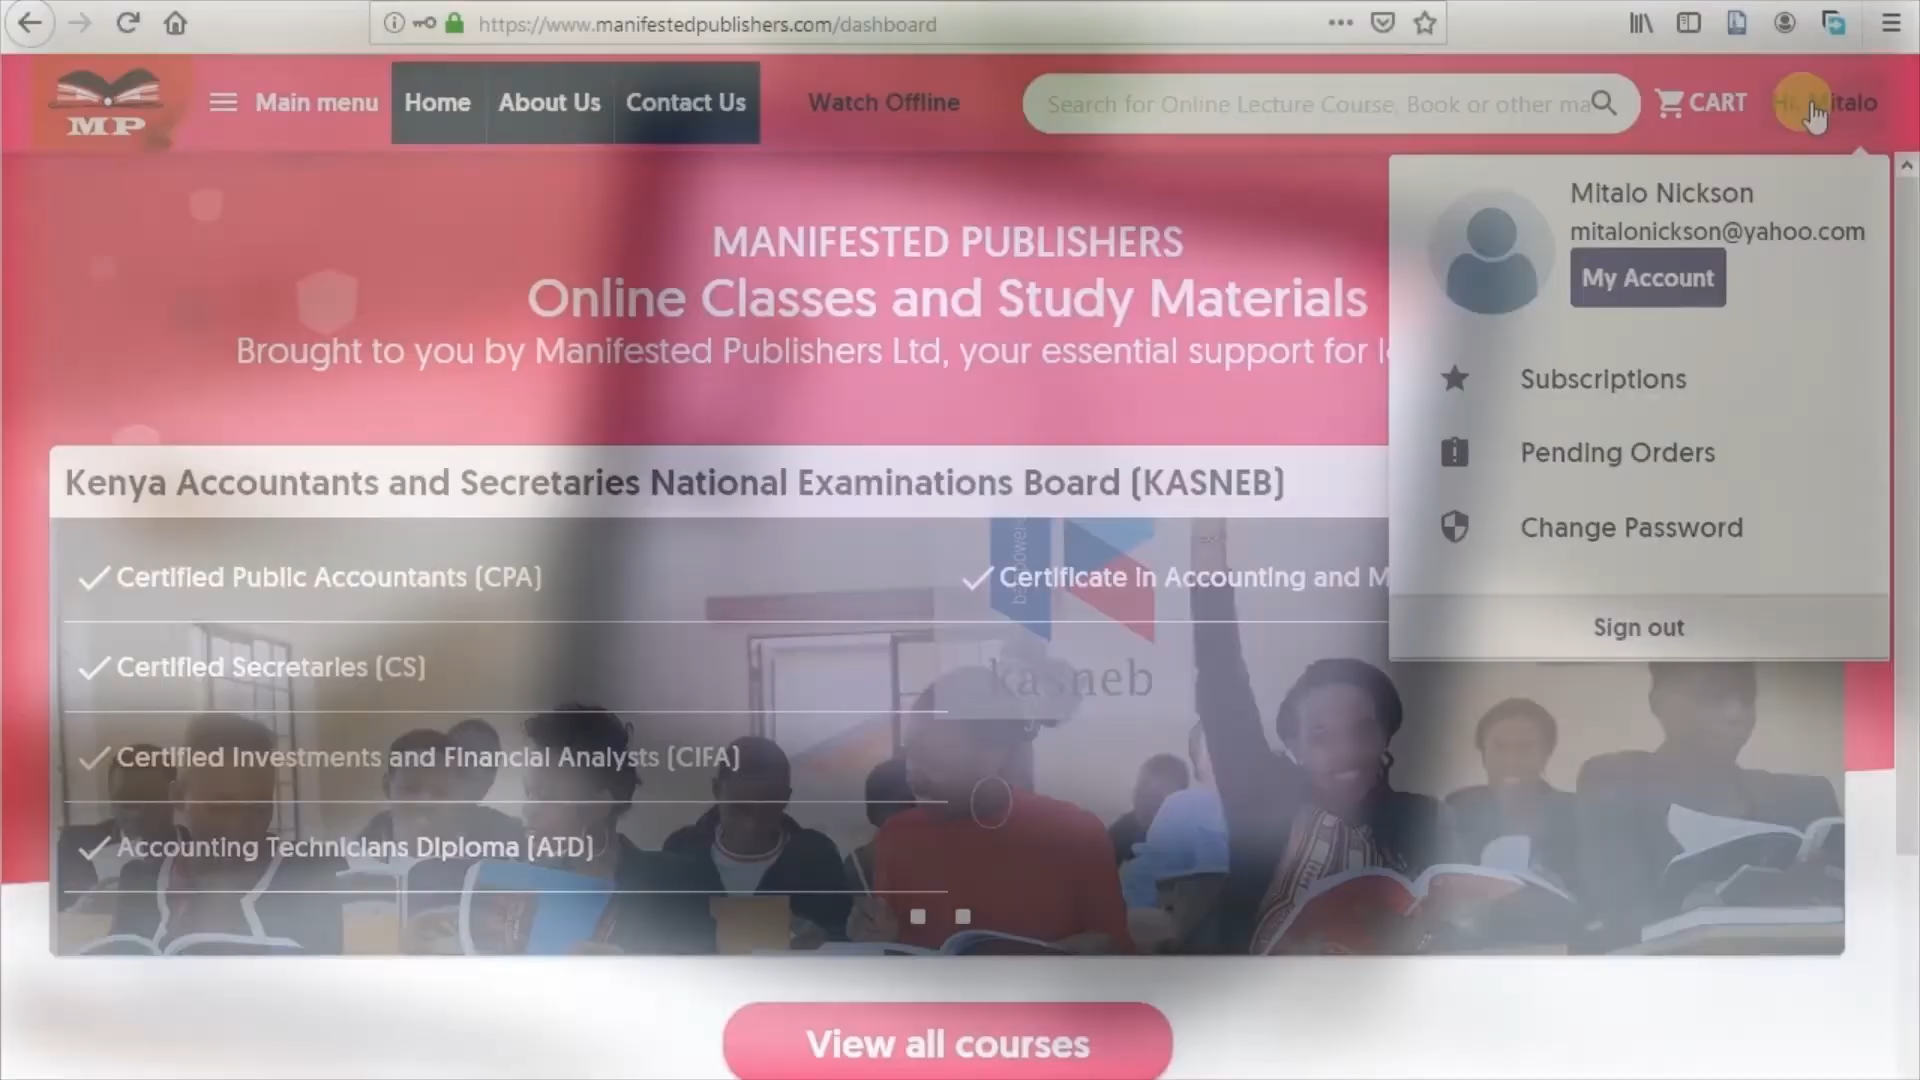 https://www.manifestedpublishers.com/dashboard
MP
Main menu
Home
About Us
Contact Us
Watch Offline
Search for Online Lecture Course, Book or other ma
CART
Mitalo
Mitalo Nickson
mitalonickson@yahoo.com
My Account
Subscriptions
Pending Orders
Change Password
Sign out
MANIFESTED PUBLISHERS
Online Classes and Study Materials
Brought to you by Manifested Publishers Ltd, your essential support for
Kenya Accountants and Secretaries National Examinations Board (KASNEB)
Certified Public Accountants (CPA)
Certificate in Accounting and M
Certified Secretaries (CS)
kasneb
Certified Investments and Financial Analysts (CIFA)
Accounting Technicians Diploma (ATD)
View all courses